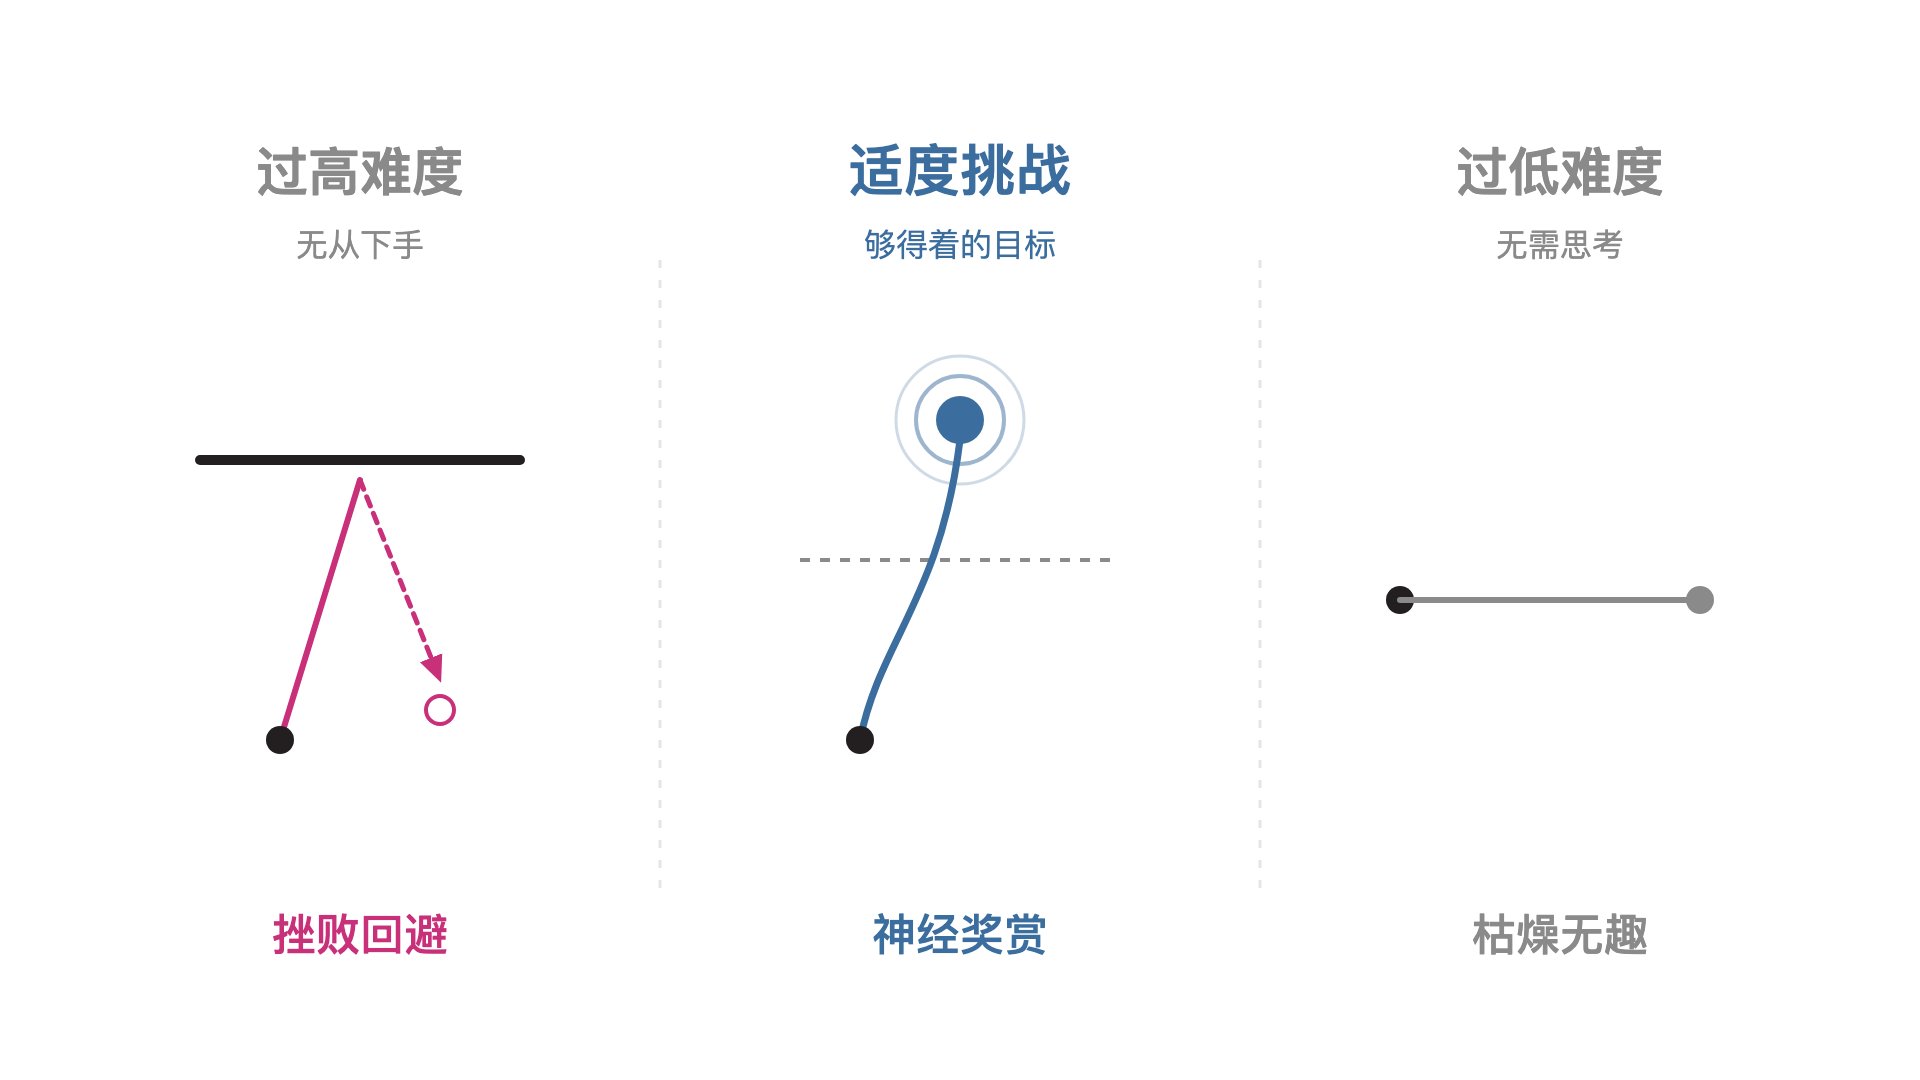 过高难度
无从下手
挫败回避
适度挑战
够得着的目标
神经奖赏
过低难度
无需思考
枯燥无趣